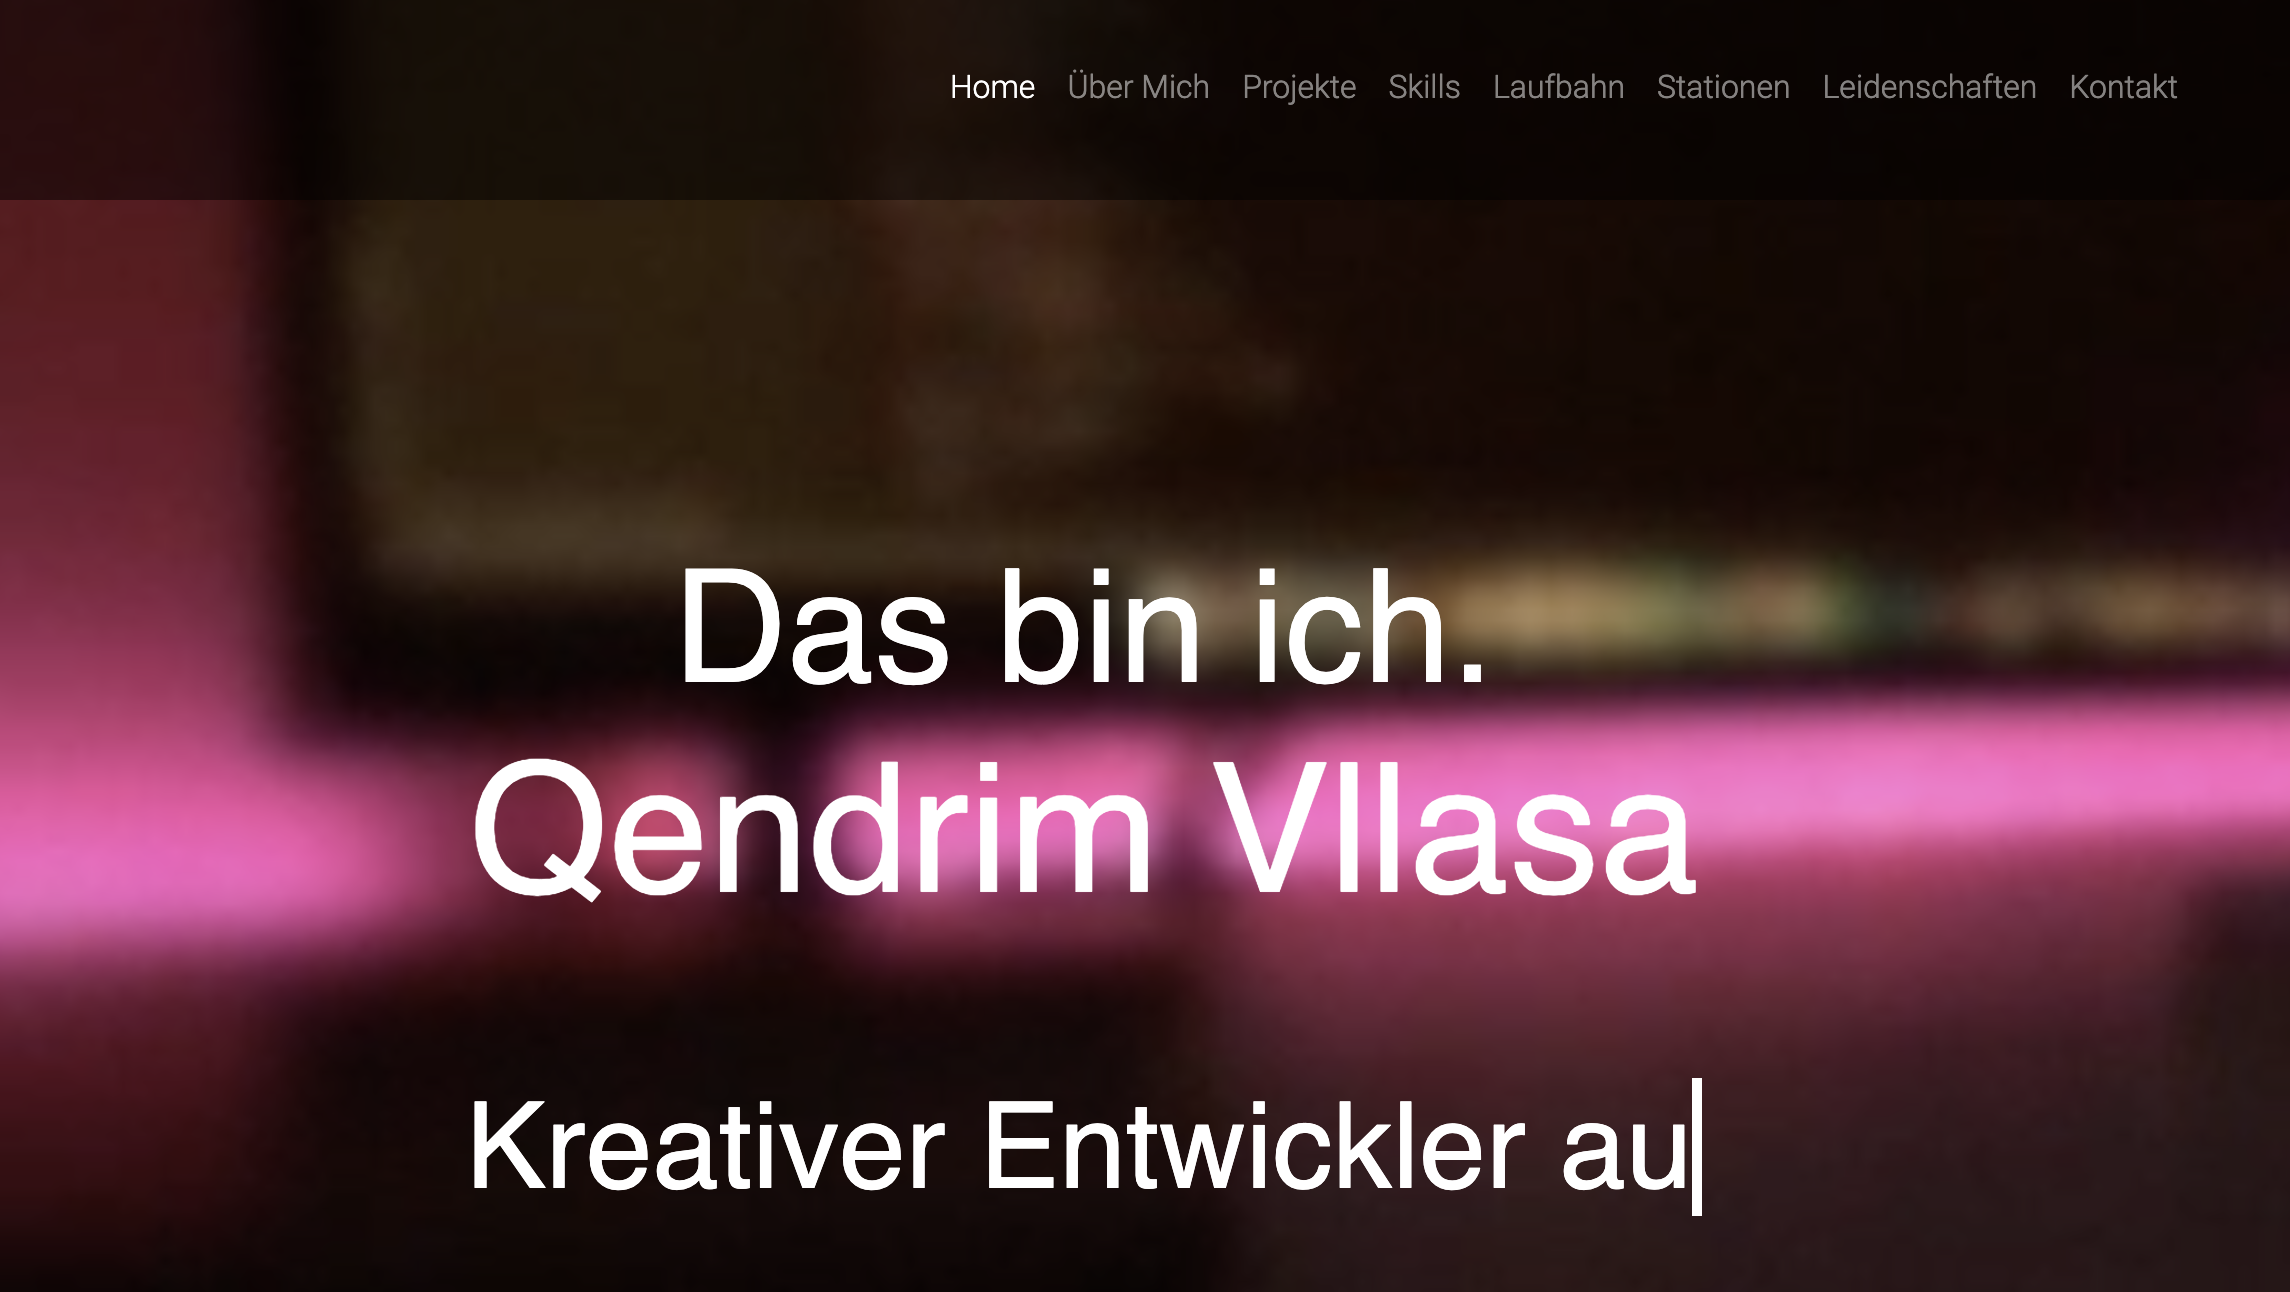 Home Über Mich Projekte Skills Laufbahn Stationen Leidenschaften Kontakt
Das bin ich.
Qendrim Vllasa
Kreativer Entwickler au